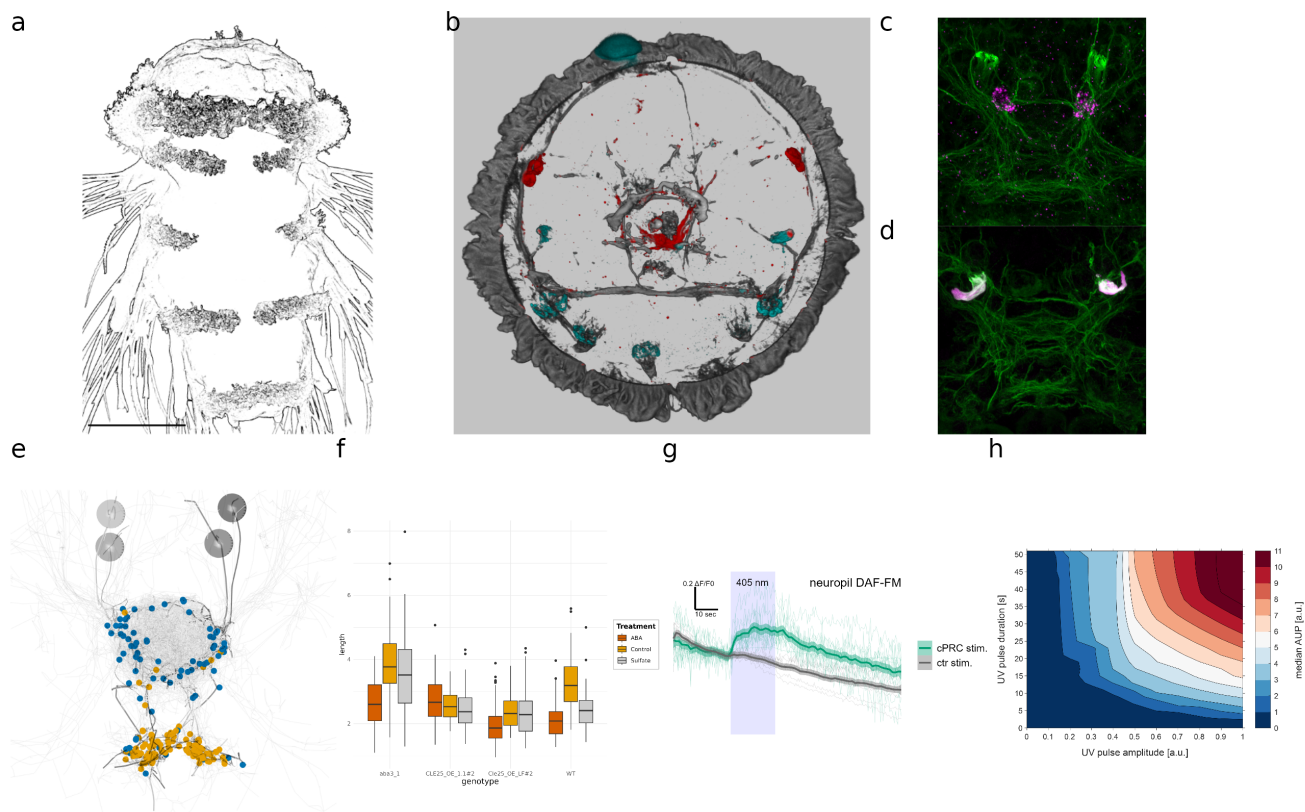 a
b
c
d
e
f
g
h
8
6
4
2
length
aba3_1
CLE25_OE_1.1#2
Cle25_OE_LF#2
WT
genotype
Treatment
ABA
Control
Sulfate
0.2 ΔF/F0
10 sec
405 nm
neuropil DAF-FM
cPRC stim.
ctr stim.
UV pulse duration [s]
50
45
40
35
30
25
20
15
10
5
0
0 0.1 0.2 0.3 0.4 0.5 0.6 0.7 0.8 0.9 1
UV pulse amplitude [a.u.]
11
10
9
8
7
6
5
4
3
2
1
0
median AUP [a.u.]